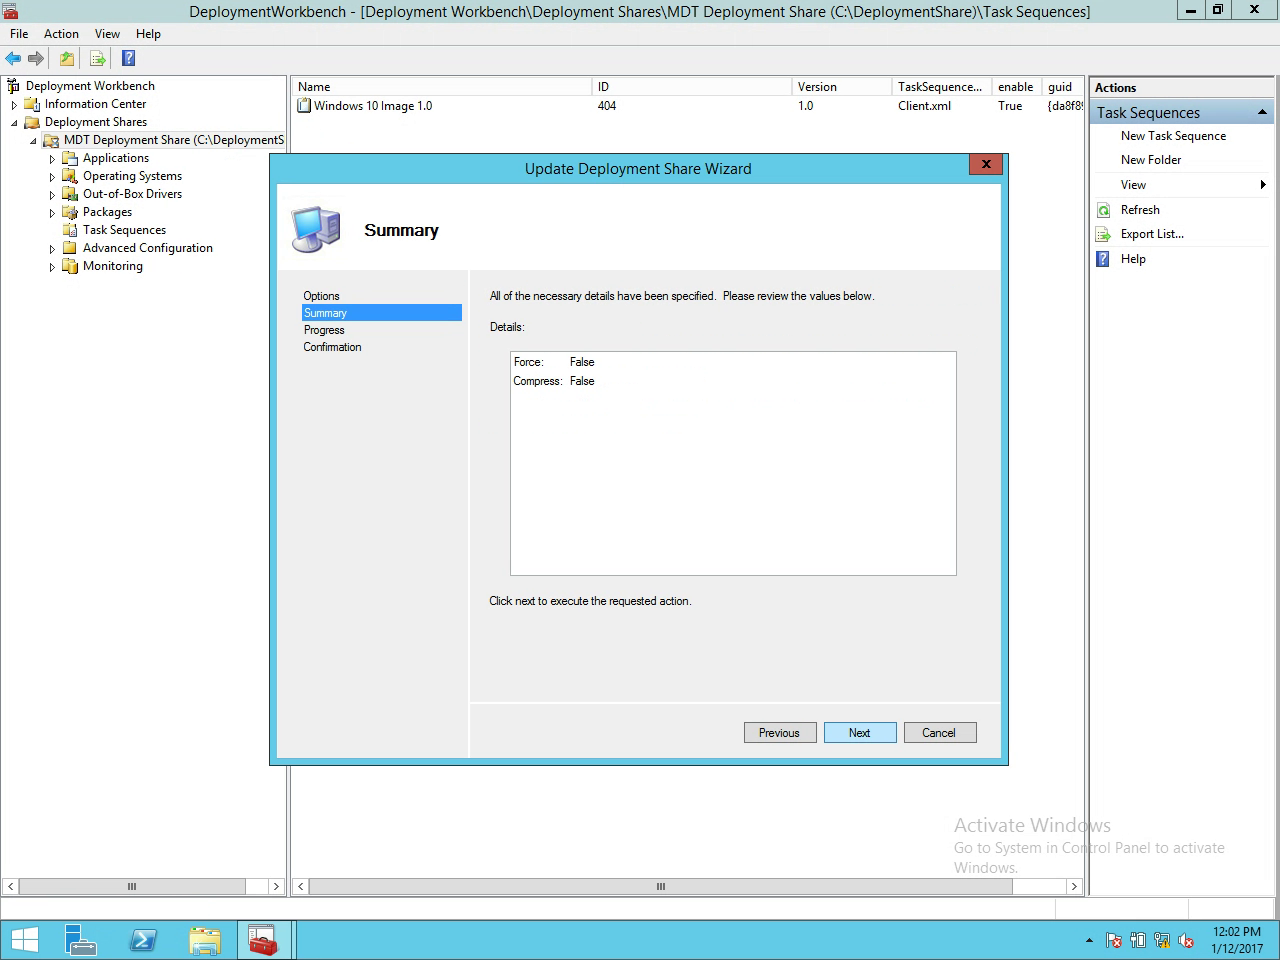 DeploymentWorkbench - [Deployment Workbench\Deployment Shares\MDT Deployment Share (C:\DeploymentShare)\Task Sequences]
File Action View Help
Deployment Workbench
Information Center
Deployment Shares
MDT Deployment Share (C:\DeploymentS
Applications
Operating Systems
Out-of-Box Drivers
Packages
Task Sequences
Advanced Configuration
Monitoring
Name ID Version TaskSequence... enable guid
Windows 10 Image 1.0 404 1.0 Client.xml True {da8f89
Actions
Task Sequences
New Task Sequence
New Folder
View
Refresh
Export List...
Help
Update Deployment Share Wizard
Summary
Options
Summary
Progress
Confirmation
All of the necessary details have been specified. Please review the values below.
Details:
Force: False
Compress: False
Click next to execute the requested action.
Previous Next Cancel
Activate Windows
Go to System in Control Panel to activate
Windows.
12:02 PM
1/12/2017